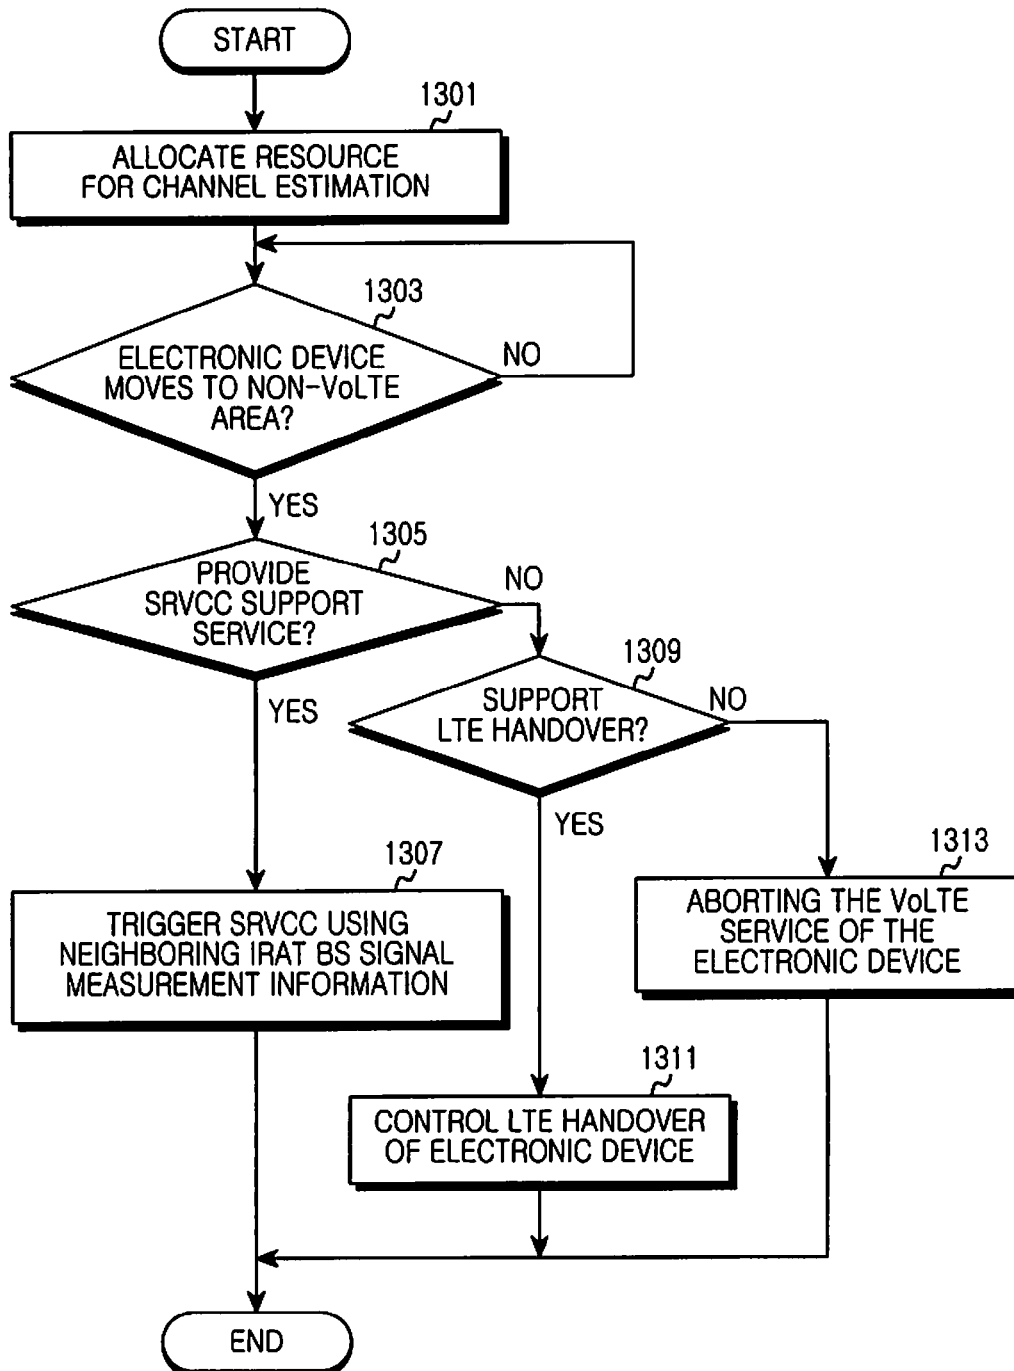 START
1301
ALLOCATE RESOURCE
FOR CHANNEL ESTIMATION
1303
ELECTRONIC DEVICE
MOVES TO NON-VoLTE
AREA?
NO
YES
1305
PROVIDE
SRVCC SUPPORT
SERVICE?
NO
YES
1309
SUPPORT
LTE HANDOVER?
NO
YES
1307
TRIGGER SRVCC USING
NEIGHBORING IRAT BS SIGNAL
MEASUREMENT INFORMATION
1313
ABORTING THE VoLTE
SERVICE OF THE
ELECTRONIC DEVICE
1311
CONTROL LTE HANDOVER
OF ELECTRONIC DEVICE
END